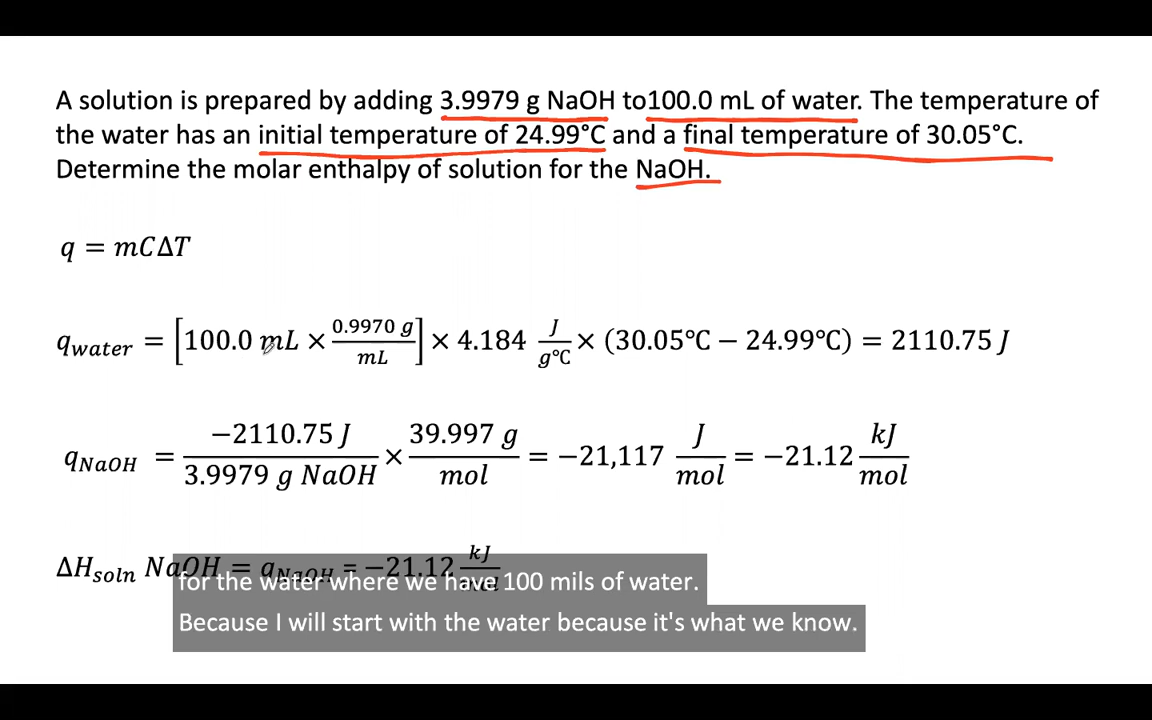 A solution is prepared by adding 3.9979 g NaOH to100.0 mL of water. The temperature of
the water has an initial temperature of 24.99°C and a final temperature of 30.05°C.
Determine the molar enthalpy of solution for the NaOH.
q = mCΔT
q_water = [100.0 mL × 0.9970 g / mL] × 4.184 J / g°C × (30.05°C − 24.99°C) = 2110.75 J
q_NaOH = −2110.75 J / 3.9979 g NaOH × 39.997 g / mol = −21,117 J / mol = −21.12 kJ / mol
ΔH_soln NaOH = q_NaOH = −21.12 kJ / mol
for the water where we have 100 mils of water.
Because I will start with the water because it's what we know.